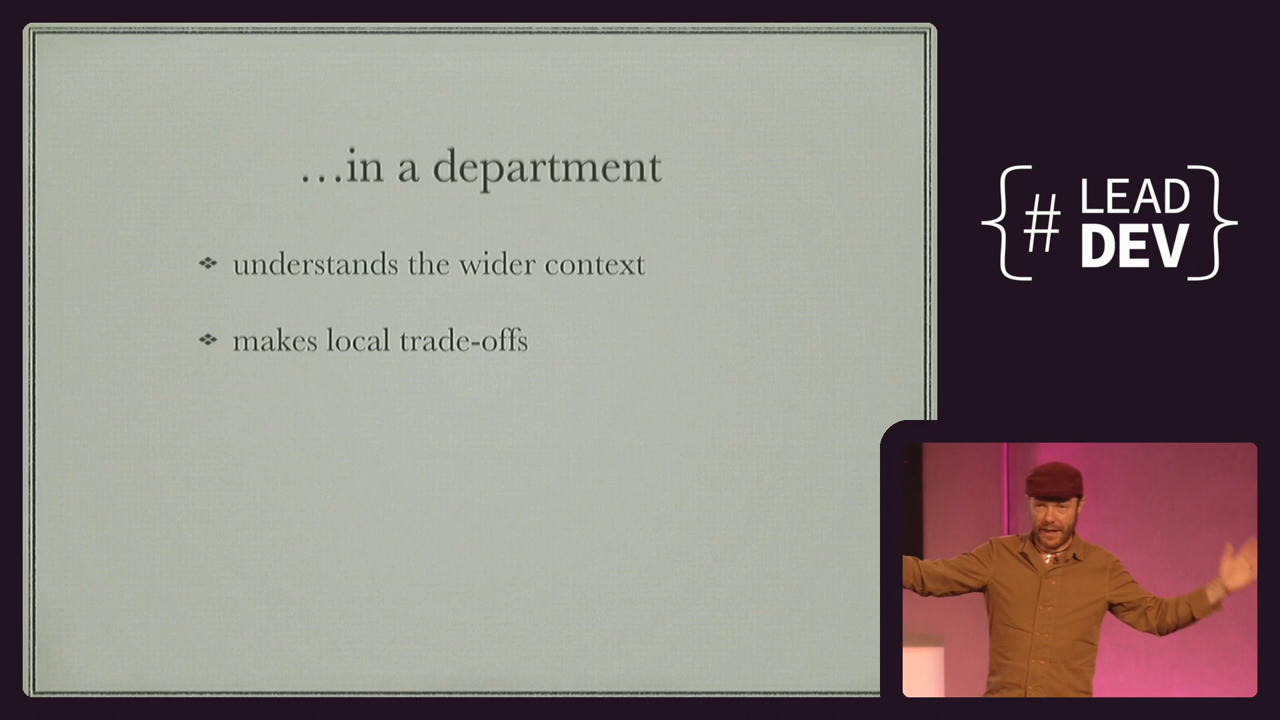 …in a department
❖ understands the wider context
❖ makes local trade-offs
{# LEAD
DEV}